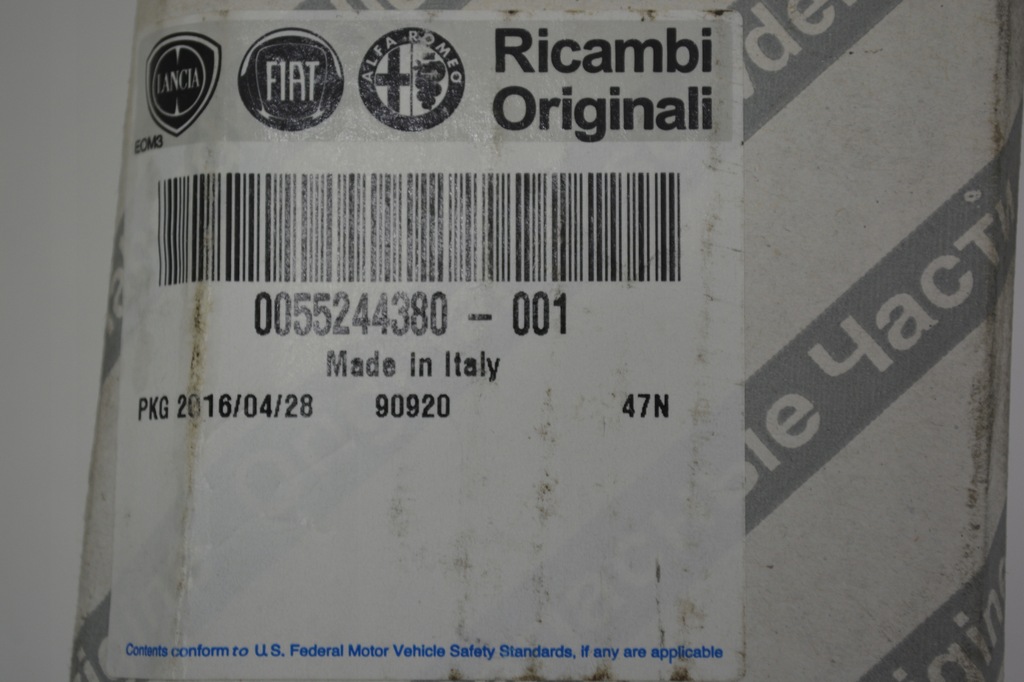 LANCIA
FIAT
ALFA ROMEO
Ricambi
Originali
EOM3
0055244380 - 001
Made in Italy
PKG 2016/04/28 90920 47N
Contents conform to U.S. Federal Motor Vehicle Safety Standards, if any are applicable
Част